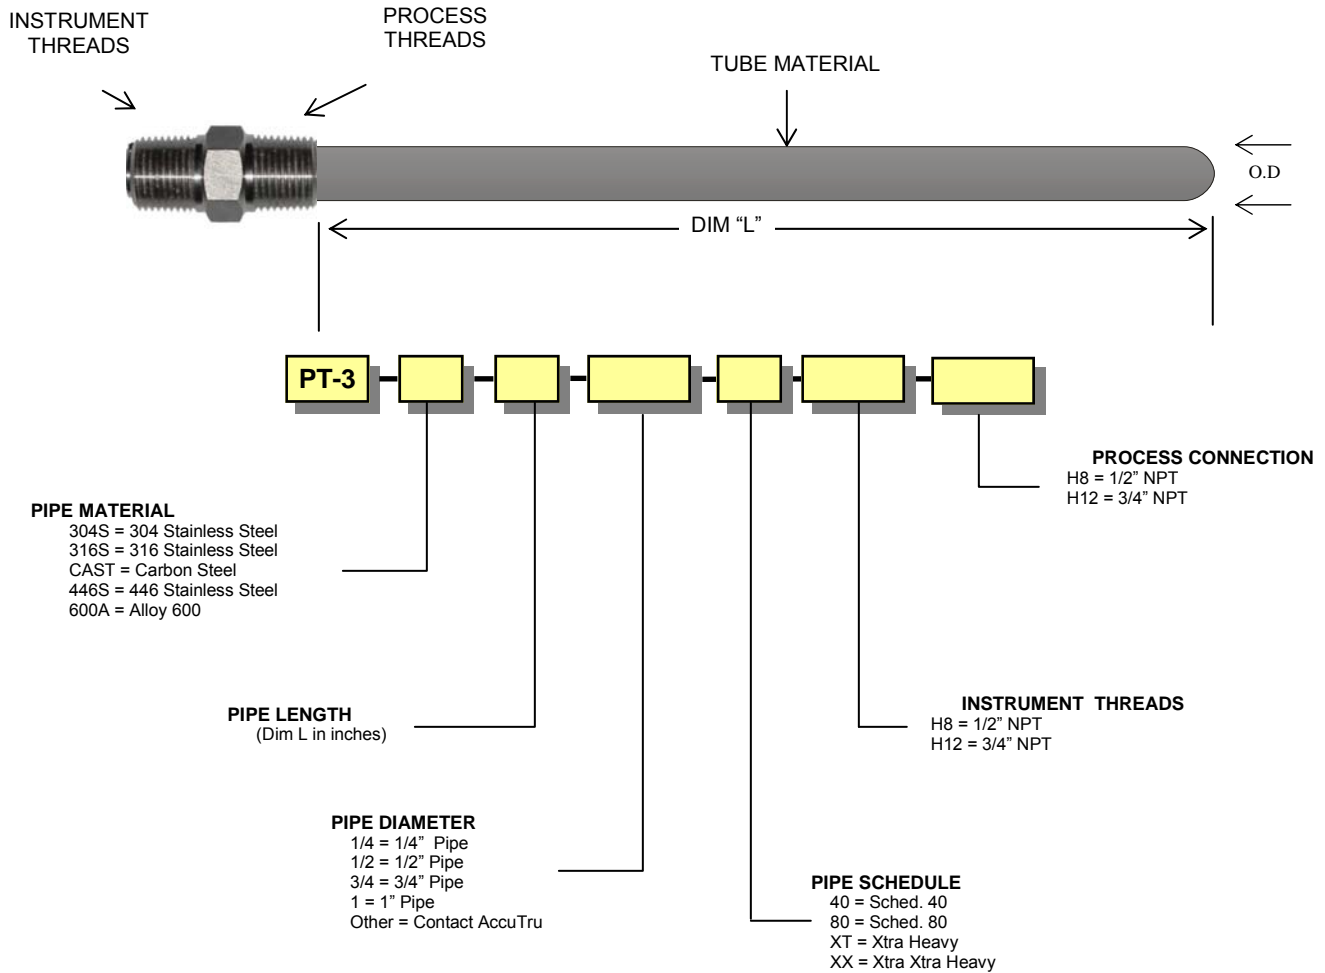 INSTRUMENT
THREADS
PROCESS
THREADS
TUBE MATERIAL
O.D
DIM “L”
PT-3
PROCESS CONNECTION
H8 = 1/2” NPT
H12 = 3/4” NPT
PIPE MATERIAL
304S = 304 Stainless Steel
316S = 316 Stainless Steel
CAST = Carbon Steel
446S = 446 Stainless Steel
600A = Alloy 600
PIPE LENGTH
(Dim L in inches)
INSTRUMENT THREADS
H8 = 1/2” NPT
H12 = 3/4” NPT
PIPE DIAMETER
1/4 = 1/4” Pipe
1/2 = 1/2” Pipe
3/4 = 3/4” Pipe
1 = 1” Pipe
Other = Contact AccuTru
PIPE SCHEDULE
40 = Sched. 40
80 = Sched. 80
XT = Xtra Heavy
XX = Xtra Xtra Heavy